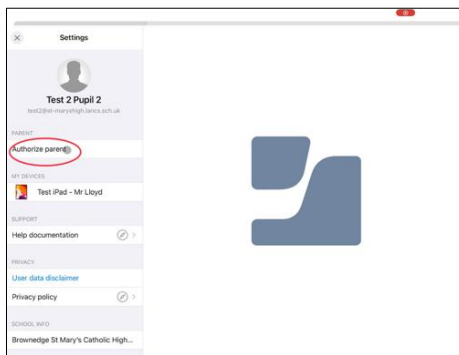 Settings
Test 2 Pupil 2
test2@st-maryshigh.lancs.sch.uk
PARENT
Authorize parent
MY DEVICES
Test iPad - Mr Lloyd
SUPPORT
Help documentation
PRIVACY
User data disclaimer
Privacy policy
SCHOOL INFO
Brownedge St Mary's Catholic High...